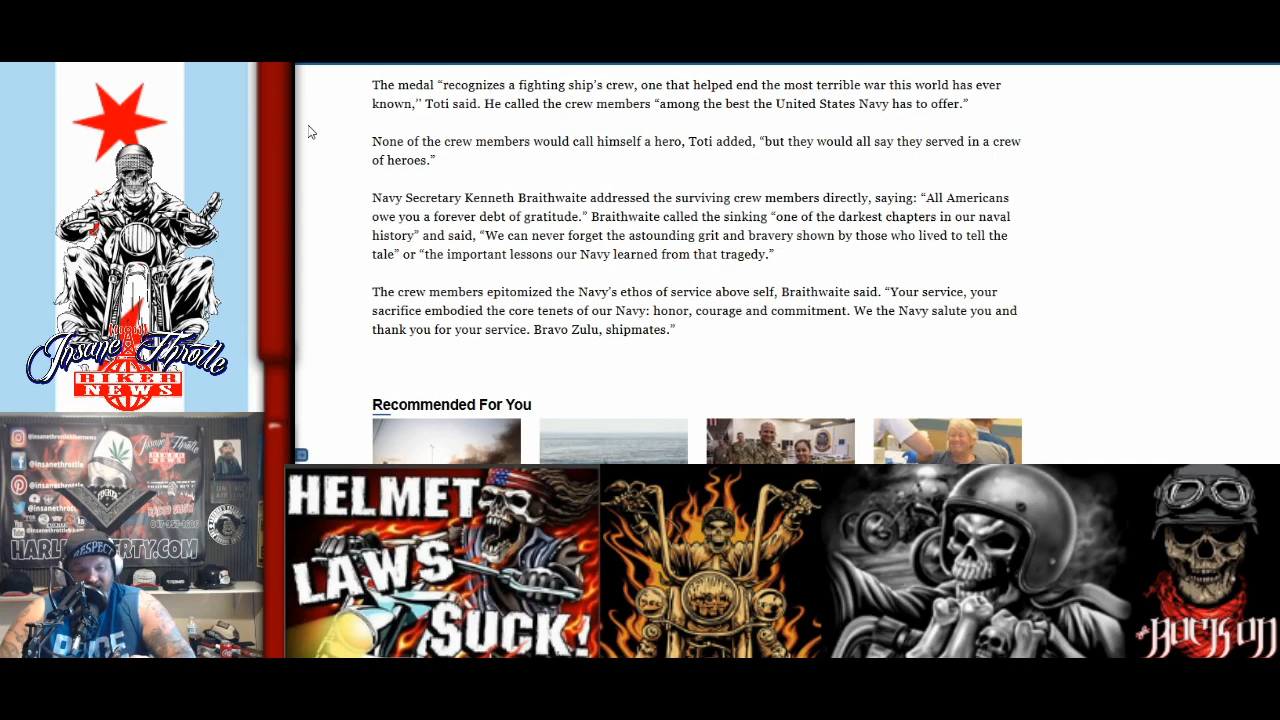 The medal “recognizes a fighting ship’s crew, one that helped end the most terrible war this world has ever
known,’’ Toti said. He called the crew members “among the best the United States Navy has to offer.”
None of the crew members would call himself a hero, Toti added, “but they would all say they served in a crew
of heroes.”
Navy Secretary Kenneth Braithwaite addressed the surviving crew members directly, saying: “All Americans
owe you a forever debt of gratitude.” Braithwaite called the sinking “one of the darkest chapters in our naval
history” and said, “We can never forget the astounding grit and bravery shown by those who lived to tell the
tale” or “the important lessons our Navy learned from that tragedy.”
The crew members epitomized the Navy’s ethos of service above self, Braithwaite said. “Your service, your
sacrifice embodied the core tenets of our Navy: honor, courage and commitment. We the Navy salute you and
thank you for your service. Bravo Zulu, shipmates.”
Recommended For You
Insane Throttle
BIKER
NEWS
@insanethrottlebikernews
@insanethrottle
RESPECT
HELMET
LAWS
SUCK!
ROCK'S ON